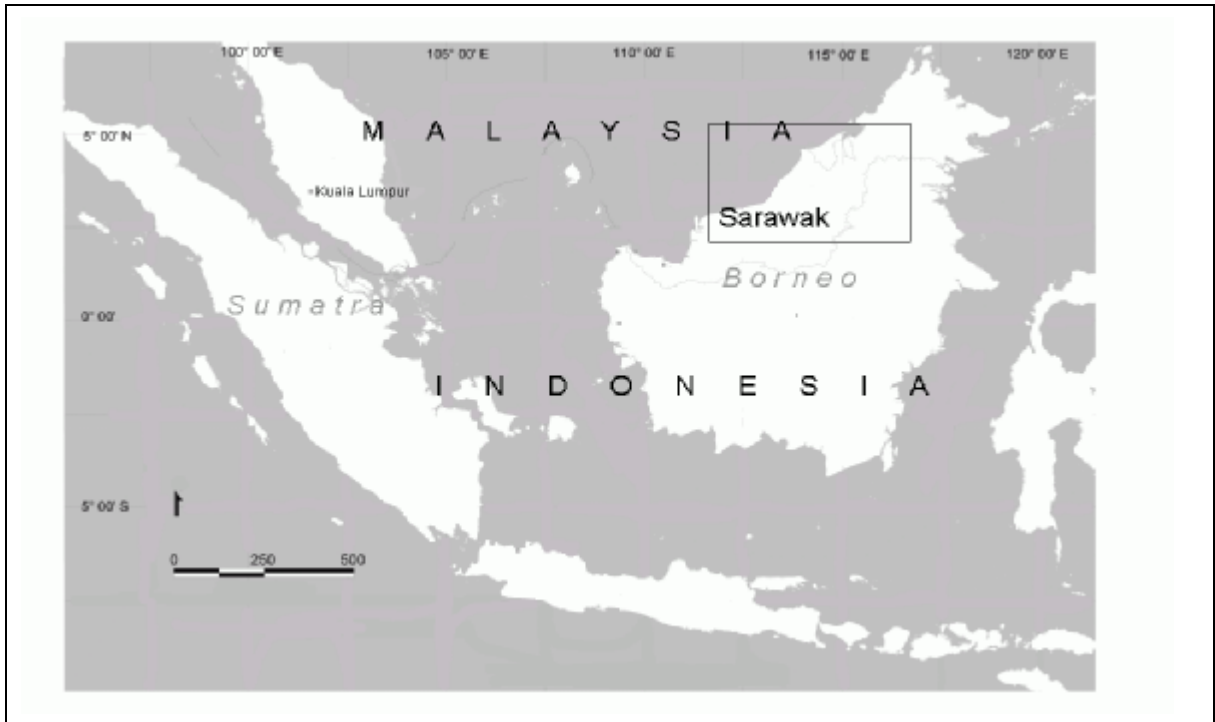 100° 00' E 105° 00' E 110° 00' E 115° 00' E 120° 00' E
5° 00' N
M A L A Y S I A
Kuala Lumpur
Sarawak
Borneo
Sumatra
0° 00'
I N D O N E S I A
5° 00' S
0 250 500